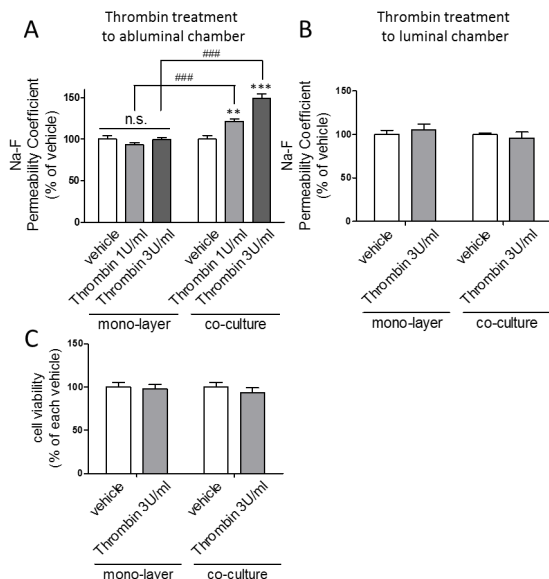 A
Thrombin treatment
to abluminal chamber
###
###
***
**
n.s.
Na-F
Permeability Coefficient
(% of vehicle)
150
100
50
0
vehicle
Thrombin 1U/ml
Thrombin 3U/ml
vehicle
Thrombin 1U/ml
Thrombin 3U/ml
mono-layer
co-culture
B
Thrombin treatment
to luminal chamber
Na-F
Permeability Coefficient
(% of vehicle)
150
100
50
0
vehicle
Thrombin 3U/ml
vehicle
Thrombin 3U/ml
mono-layer
co-culture
C
cell viability
(% of each vehicle)
150
100
50
0
vehicle
Thrombin 3U/ml
vehicle
Thrombin 3U/ml
mono-layer
co-culture